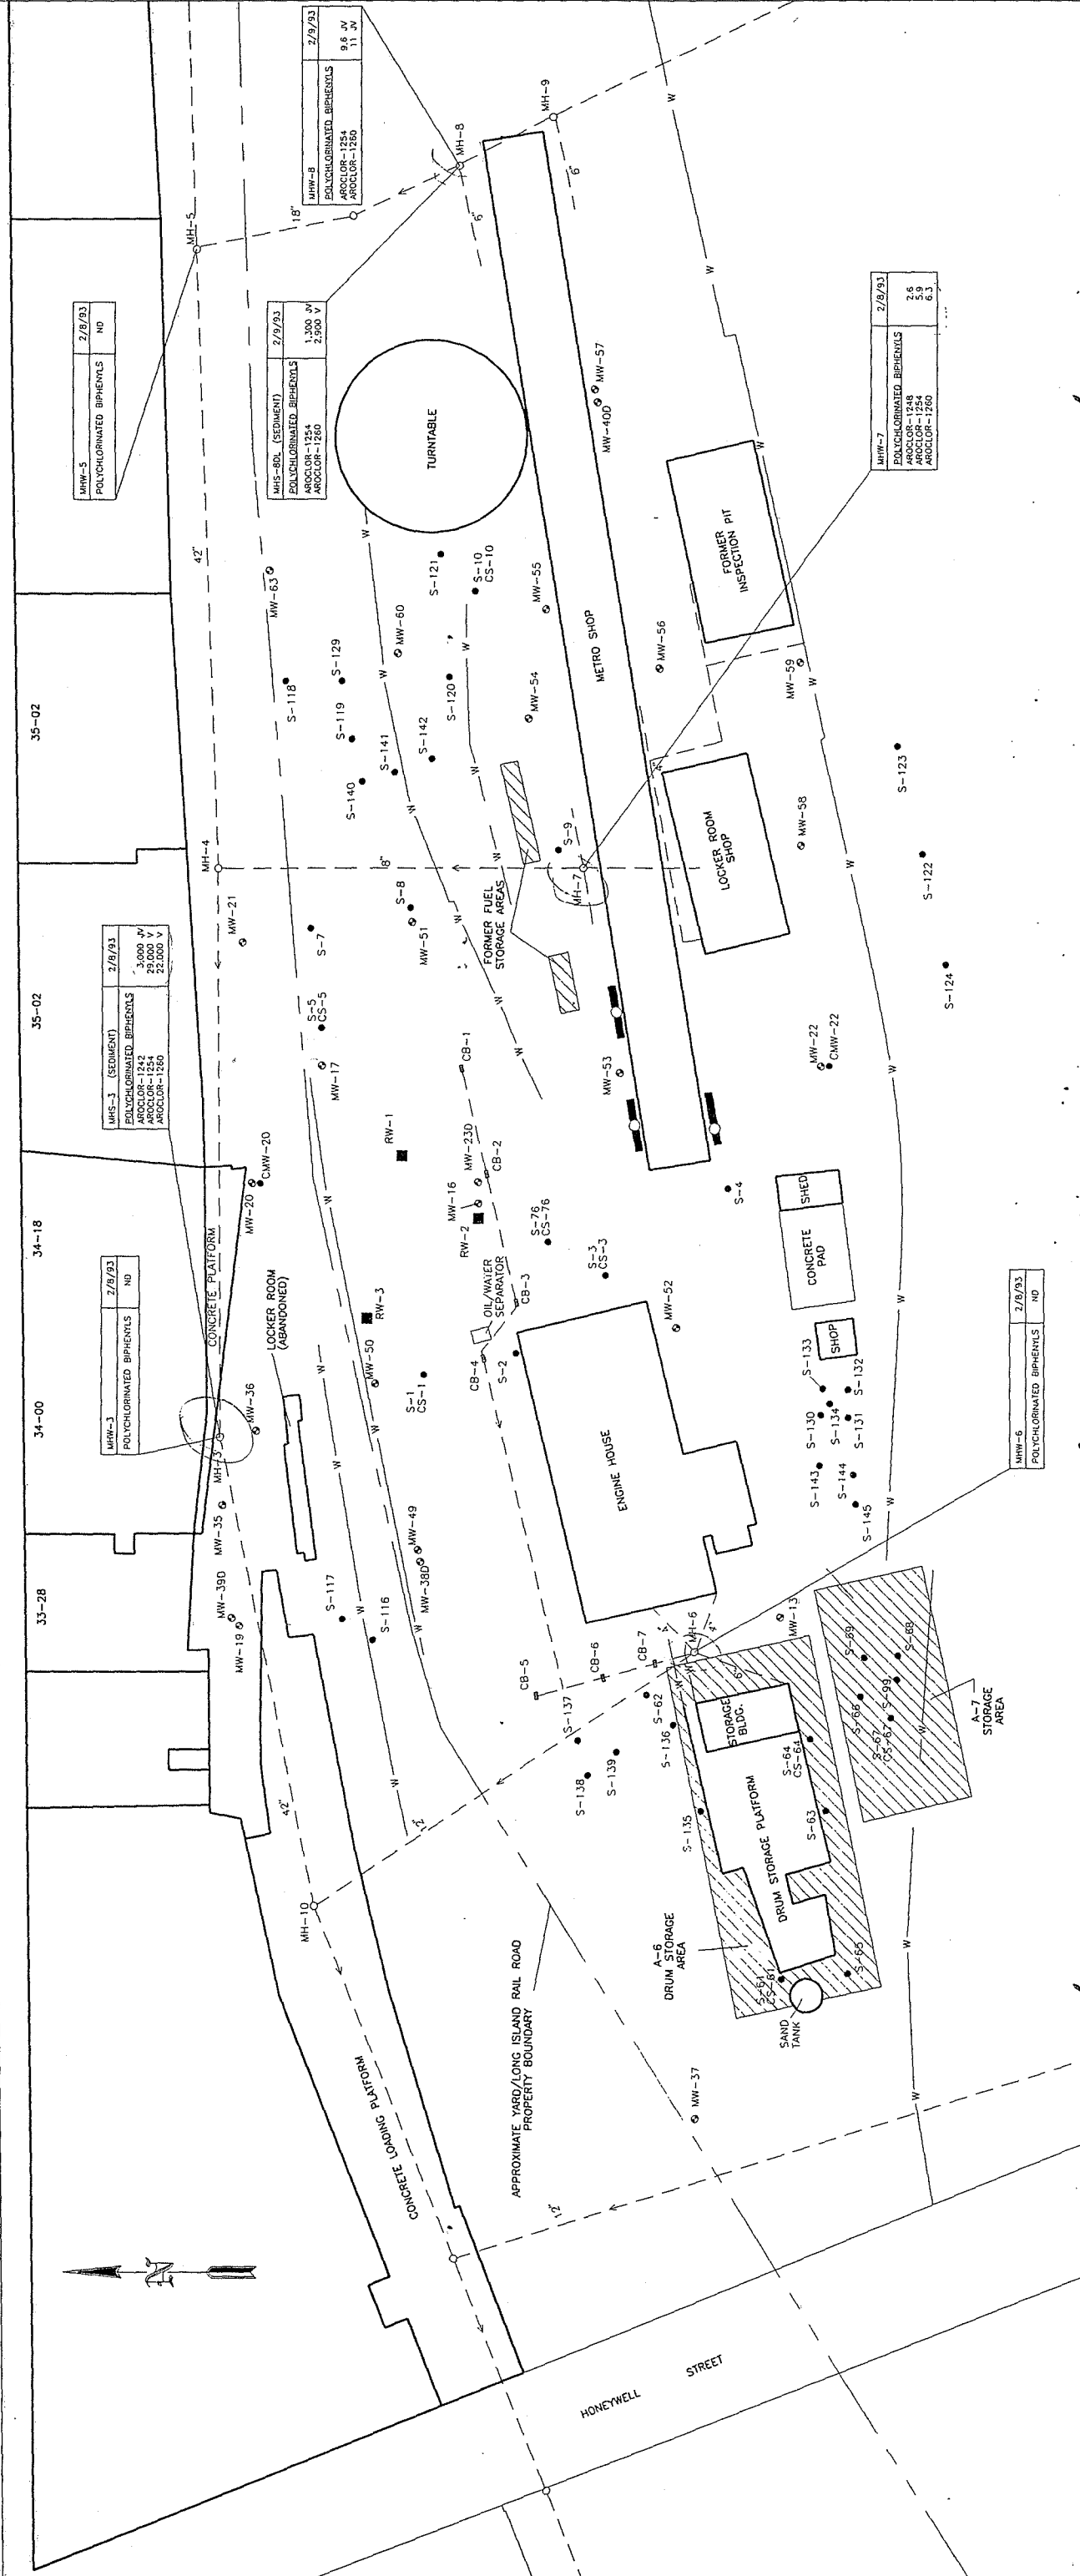 35-02
35-02
34-18
34-00
33-28
MHW-3 2/8/93
POLYCHLORINATED BIPHENYLS ND
MHS-3 (SEDIMENT) 2/8/93
POLYCHLORINATED BIPHENYLS
AROCLOR-1242 3,000 JV
AROCLOR-1254 29,000 V
AROCLOR-1260 22,000 V
MHW-5 2/8/93
POLYCHLORINATED BIPHENYLS ND
MHS-8DL (SEDIMENT) 2/9/93
POLYCHLORINATED BIPHENYLS
AROCLOR-1254 1,300 JV
AROCLOR-1260 2,900 V
MHW-8 2/9/93
POLYCHLORINATED BIPHENYLS
AROCLOR-1254 9.6 JV
AROCLOR-1260 11 JV
MHW-7 2/8/93
POLYCHLORINATED BIPHENYLS
AROCLOR-1248 2.6
AROCLOR-1254 5.9
AROCLOR-1260 6.3
MHW-6 2/8/93
POLYCHLORINATED BIPHENYLS ND
N
MH-10
42"
MW-19
MW-39D
MW-35
MH-3
MW-36
CONCRETE PLATFORM
MW-20
CMW-20
MW-21
MH-4
42"
MH-5
18"
MH-8
6"
MH-9
6"
CONCRETE LOADING PLATFORM
LOCKER ROOM
(ABANDONED)
S-117
S-116
MW-49
MW-38D
MW-50
RW-3
S-1
CS-1
RW-1
MW-17
S-5
CS-5
S-7
S-8
MW-51
8"
S-140
S-141
S-119
S-142
S-129
S-118
MW-63
MW-60
S-120
S-121
S-10
CS-10
TURNTABLE
MW-54
MW-55
MW-40D
MW-57
METRO SHOP
MW-56
FORMER PIT
INSPECTION
MW-59
LOCKER ROOM
SHOP
4"
MW-58
S-123
S-122
S-124
MW-22
CMW-22
FORMER FUEL
STORAGE AREAS
S-9
MH-7
MW-53
CB-1
MW-23D
CB-2
MW-16
RW-2
S-76
CS-76
S-3
CS-3
S-4
OIL/WATER
SEPARATOR
CB-3
CB-4
S-2
MW-52
ENGINE HOUSE
SHED
CONCRETE
PAD
SHOP
S-133
S-132
S-130
S-134
S-131
S-143
S-144
S-145
CB-5
CB-6
CB-7
MH-6
4"
6"
12"
MW-13
S-137
S-138
S-139
S-62
S-136
STORAGE
BLDG.
S-64
CS-64
S-135
S-63
DRUM STORAGE PLATFORM
S-69
S-68
S-66
S-99
S-67
CS-67
A-7
STORAGE
AREA
A-6
DRUM STORAGE
AREA
S-61
CS-61
S-65
SAND
TANK
APPROXIMATE YARD/LONG ISLAND RAIL ROAD
PROPERTY BOUNDARY
MW-37
12"
HONEYWELL STREET